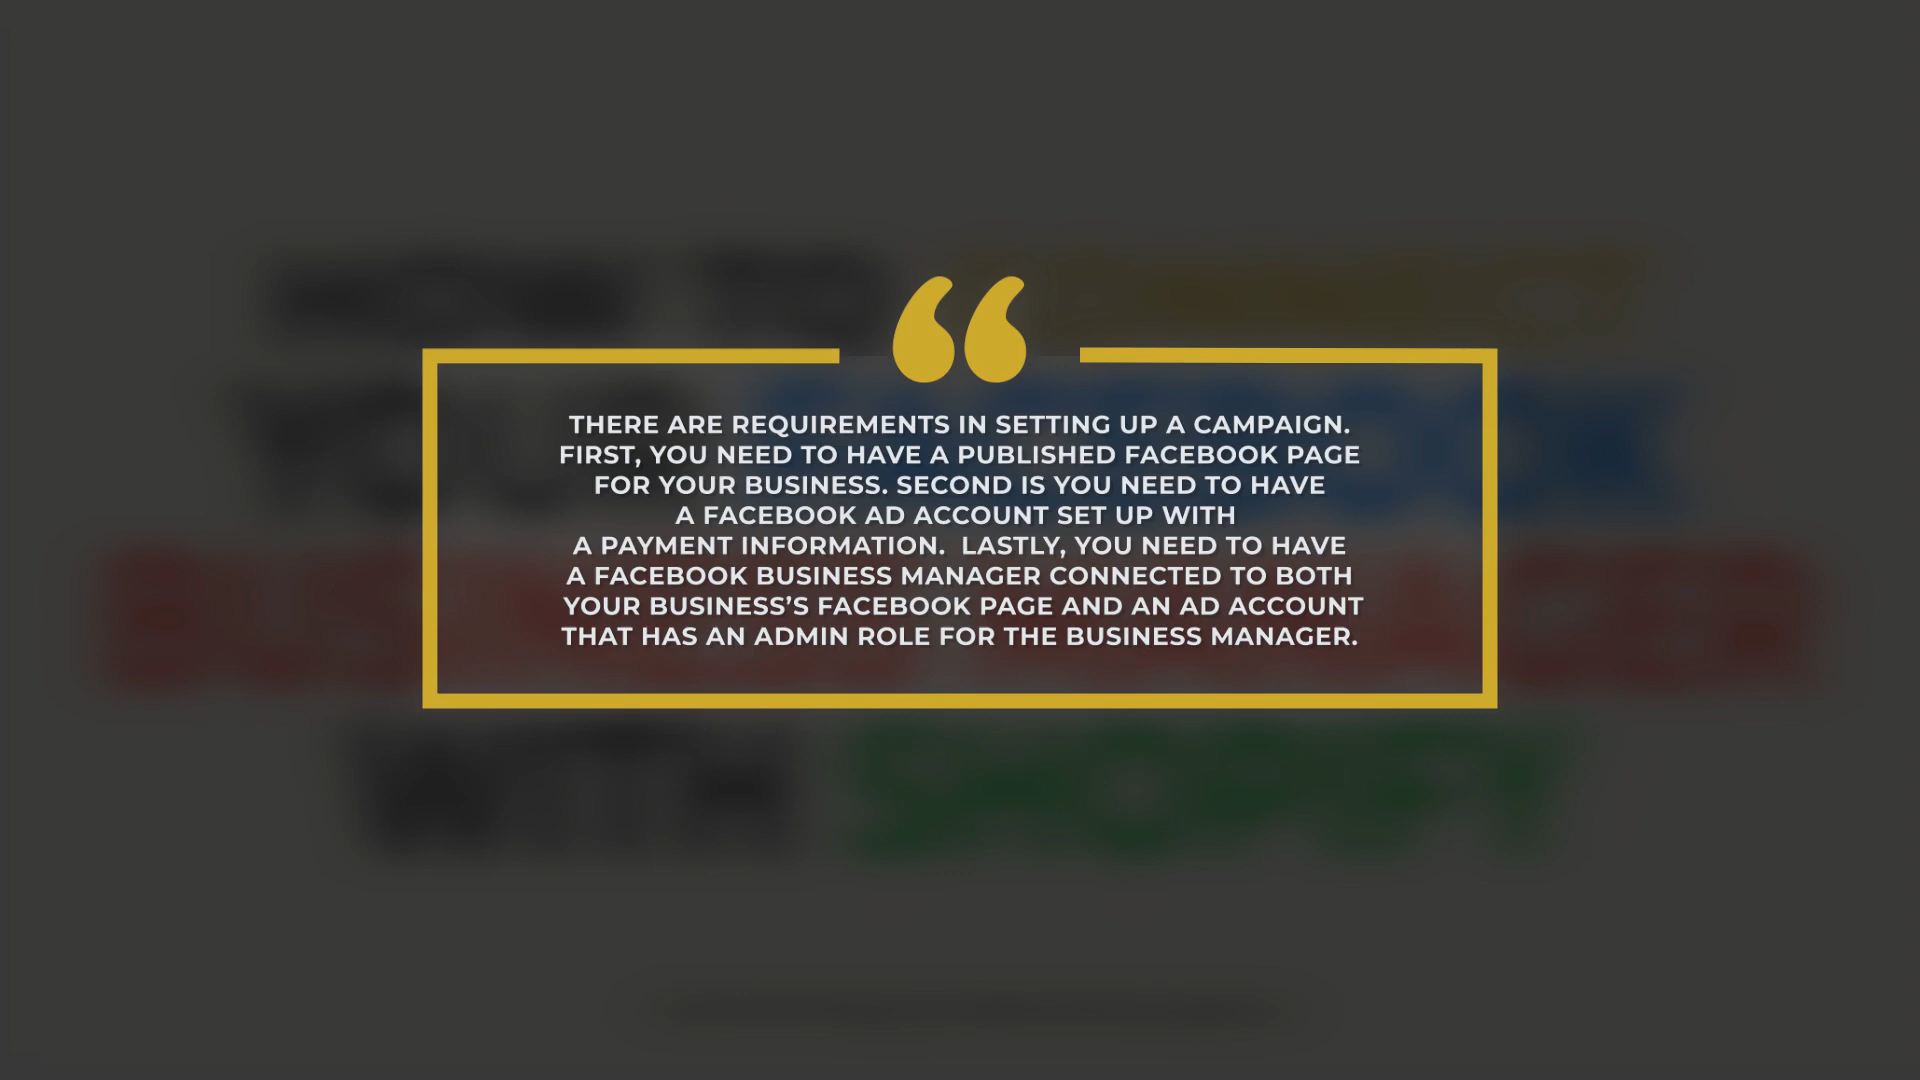 THERE ARE REQUIREMENTS IN SETTING UP A CAMPAIGN.
FIRST, YOU NEED TO HAVE A PUBLISHED FACEBOOK PAGE
FOR YOUR BUSINESS. SECOND IS YOU NEED TO HAVE
A FACEBOOK AD ACCOUNT SET UP WITH
A PAYMENT INFORMATION.  LASTLY, YOU NEED TO HAVE
A FACEBOOK BUSINESS MANAGER CONNECTED TO BOTH
YOUR BUSINESS’S FACEBOOK PAGE AND AN AD ACCOUNT
THAT HAS AN ADMIN ROLE FOR THE BUSINESS MANAGER.